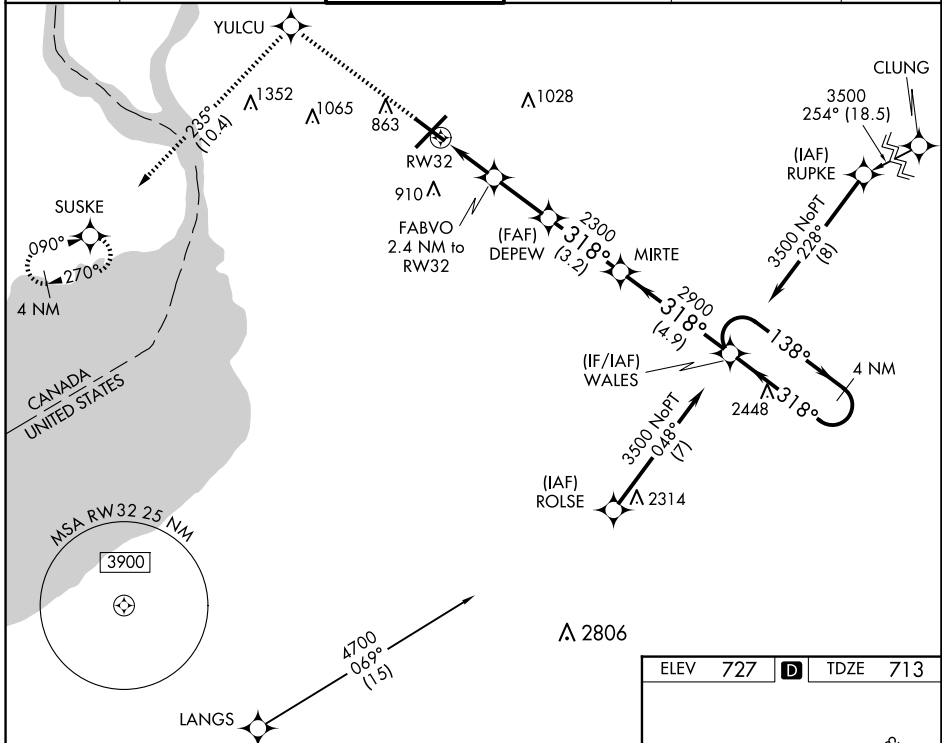 YULCU
CLUNG
1352
1065
863
1028
3500
254° (18.5)
235°
(10.4)
RW32
(IAF)
RUPKE
910
SUSKE
090°
270°
4 NM
FABVO
2.4 NM to
RW32
(FAF)
DEPEW
2300
318°
(3.2)
MIRTE
3500 NoPT
228°
(8)
2900
318°
(4.9)
(IF/IAF)
WALES
138°
4 NM
318°
2448
CANADA
UNITED STATES
3500 NoPT
048°
(7)
(IAF)
ROLSE
2314
MSA RW32 25 NM
3900
2806
4700
069°
(15)
LANGS
ELEV 727 D TDZE 713